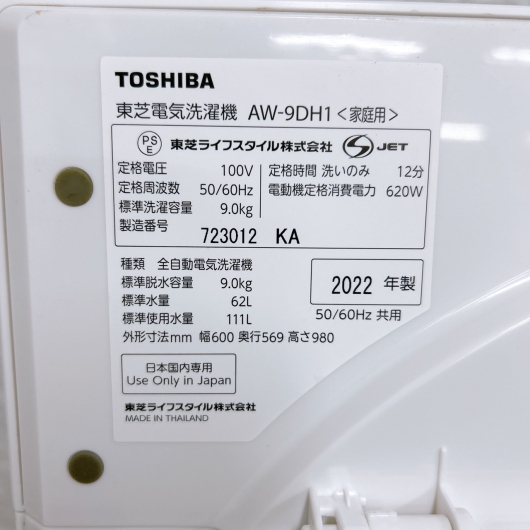 TOSHIBA
東芝電気洗濯機 AW-9DH1<家庭用>
PS E 東芝ライフスタイル株式会社 S JET
定格電圧 100V 定格時間 洗いのみ 12分
定格周波数 50/60Hz 電動機定格消費電力 620W
標準洗濯容量 9.0kg
製造番号 723012 KA
種類 全自動電気洗濯機
標準脱水容量 9.0kg 2022 年製
標準水量 62L
標準使用水量 111L 50/60Hz 共用
外形寸法mm 幅600 奥行569 高さ980
日本国内専用
Use Only in Japan
東芝ライフスタイル株式会社
MADE IN THAILAND